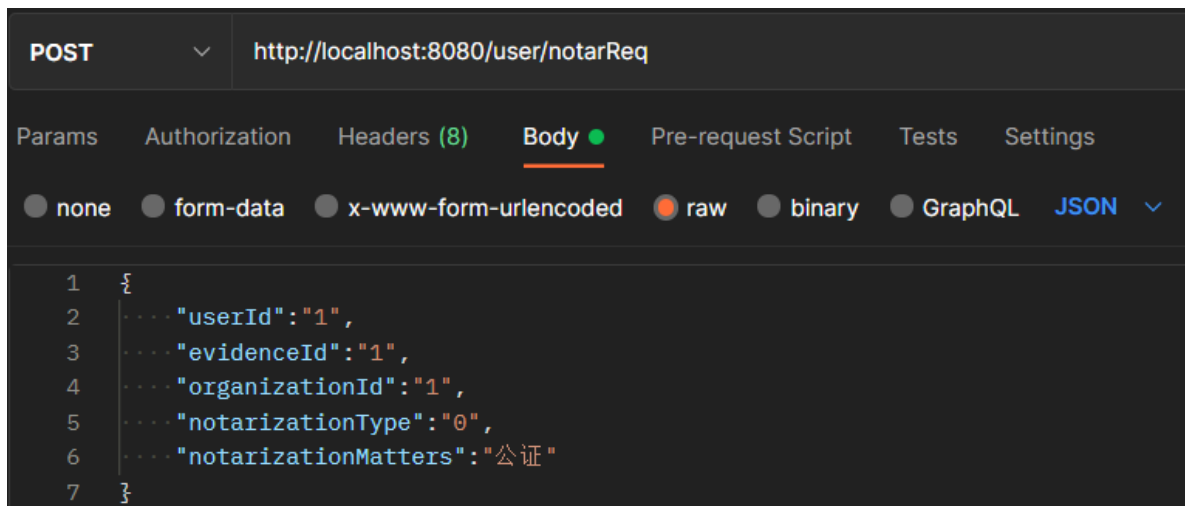 POST http://localhost:8080/user/notarReq
Params Authorization Headers (8) Body Pre-request Script Tests Settings
none form-data x-www-form-urlencoded raw binary GraphQL JSON
1 {
2 "userId":"1",
3 "evidenceId":"1",
4 "organizationId":"1",
5 "notarizationType":"0",
6 "notarizationMatters":"公证"
7 }